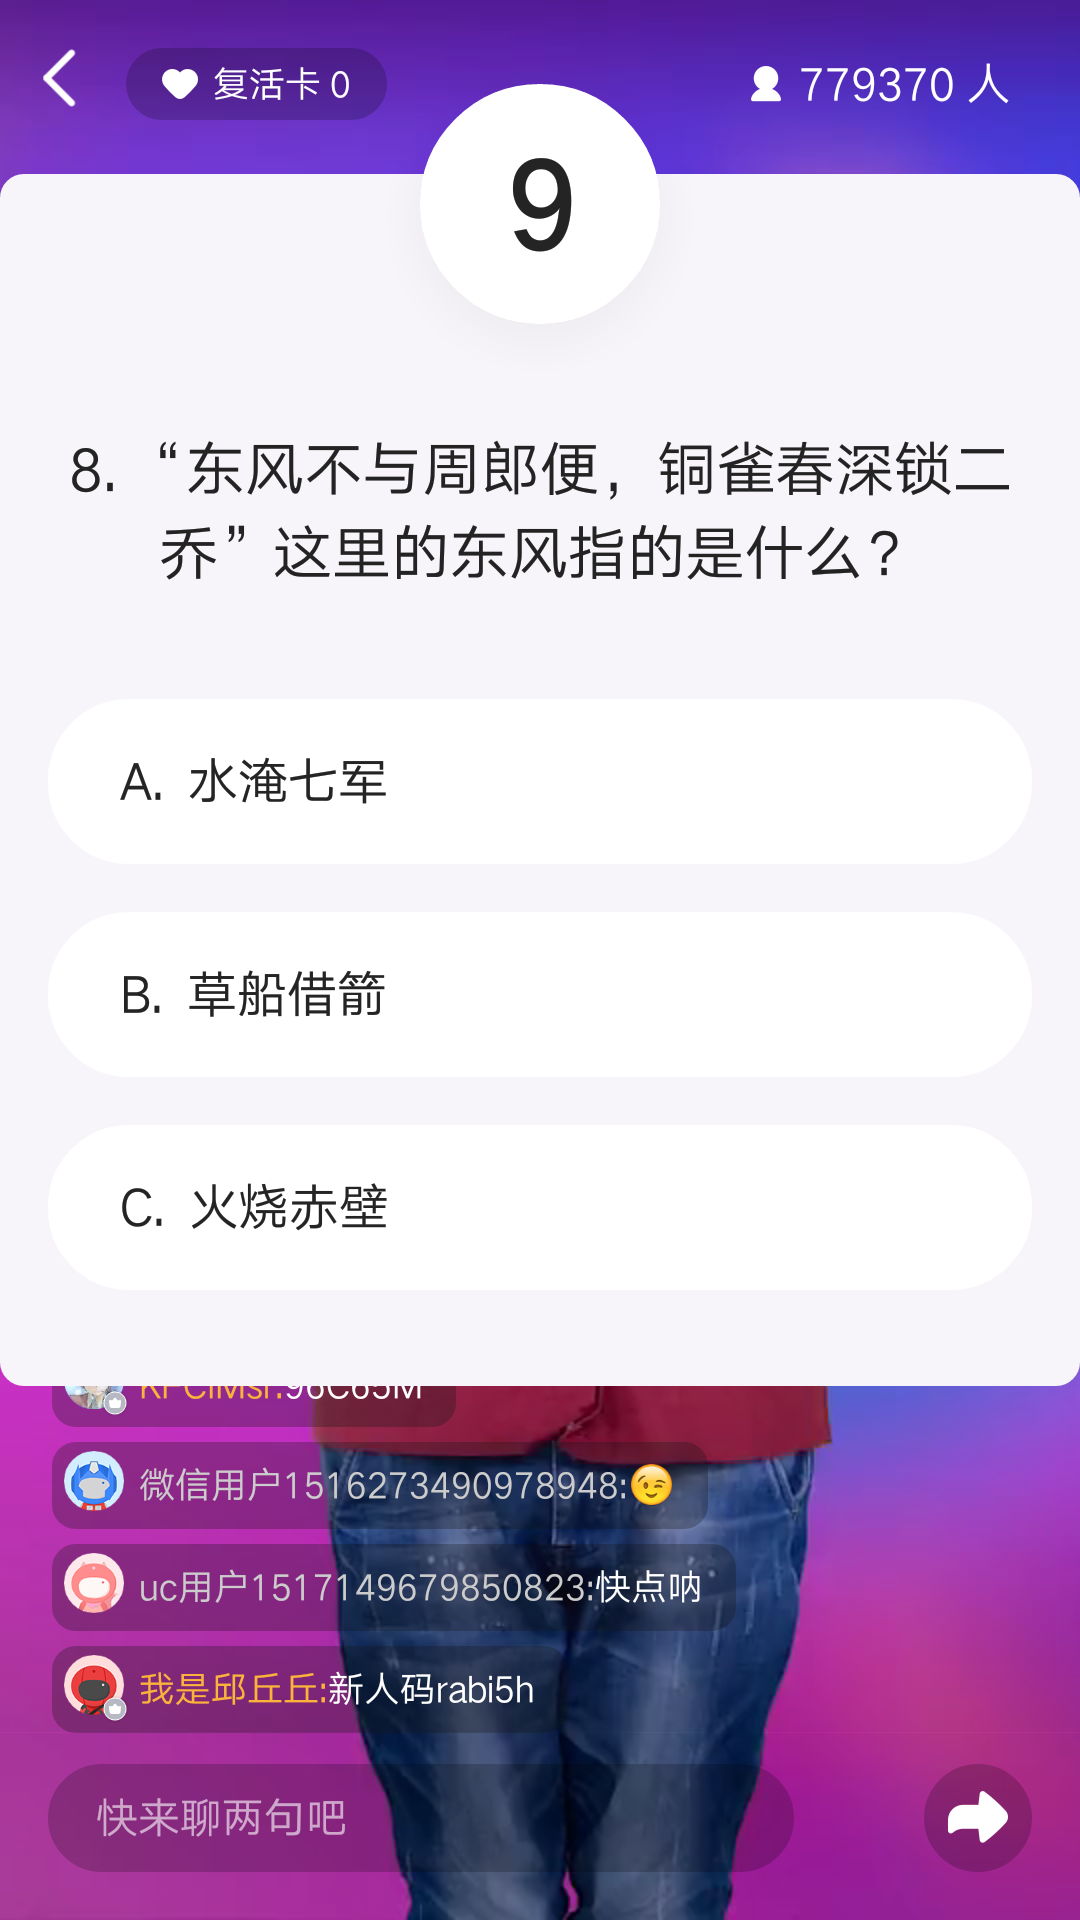 复活卡 0
779370 人
9
8. “东风不与周郎便，铜雀春深锁二
乔”这里的东风指的是什么？
A. 水淹七军
B. 草船借箭
C. 火烧赤壁
微信用户1516273490978948:😉
uc用户1517149679850823:快点呐
我是邱丘丘:新人码rabi5h
快来聊两句吧